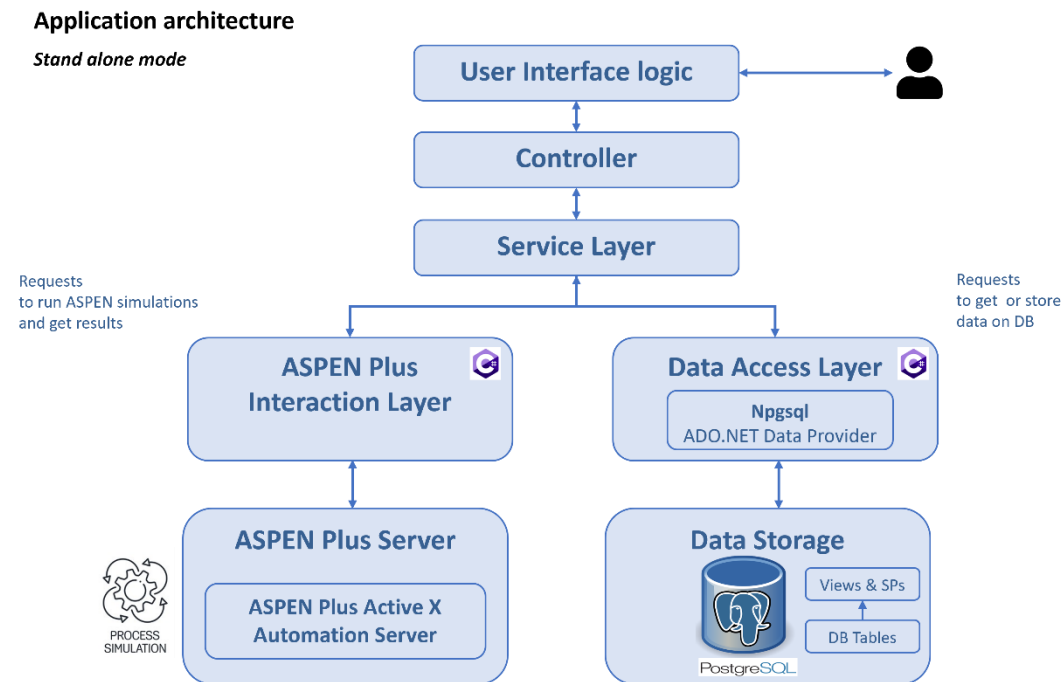 Application architecture
Stand alone mode
User Interface logic
Controller
Service Layer
Requests
to run ASPEN simulations
and get results
Requests
to get or store
data on DB
ASPEN Plus
Interaction Layer
C#
Data Access Layer
C#
Npgsql
ADO.NET Data Provider
ASPEN Plus Server
ASPEN Plus Active X
Automation Server
PROCESS
SIMULATION
Data Storage
Views & SPs
DB Tables
PostgreSQL